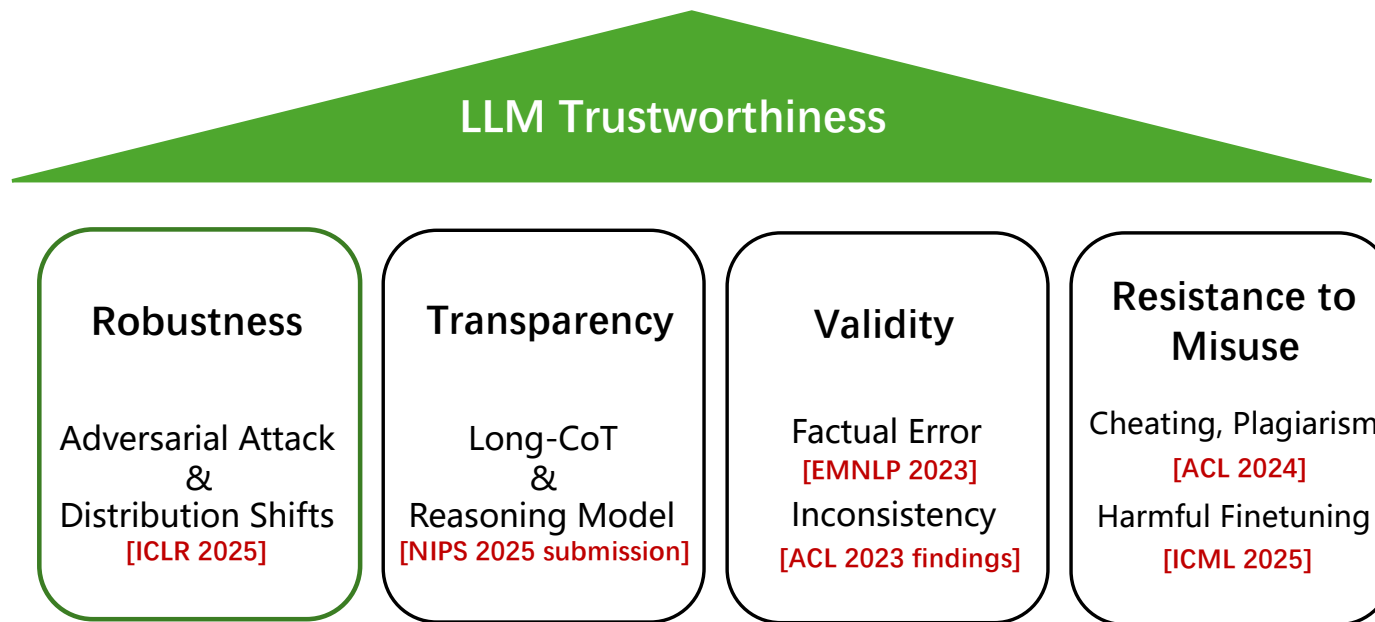 LLM Trustworthiness
Robustness
Adversarial Attack
&
Distribution Shifts
[ICLR 2025]
Transparency
Long-CoT
&
Reasoning Model
[NIPS 2025 submission]
Validity
Factual Error
[EMNLP 2023]
Inconsistency
[ACL 2023 findings]
Resistance to
Misuse
Cheating, Plagiarism
[ACL 2024]
Harmful Finetuning
[ICML 2025]